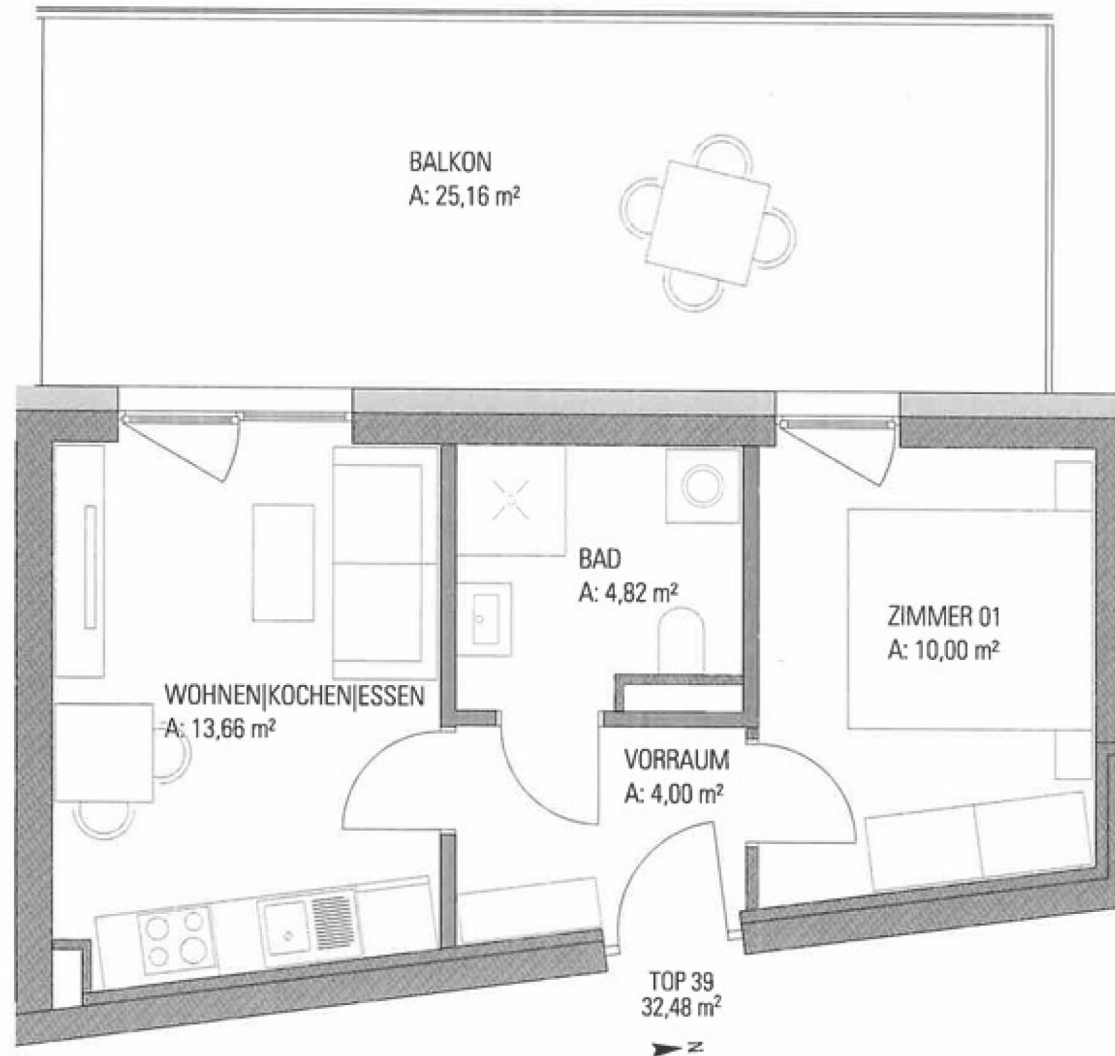 BALKON
A: 25,16 m²
BAD
A: 4,82 m²
ZIMMER 01
A: 10,00 m²
WOHNEN|KOCHEN|ESSEN
A: 13,66 m²
VORRAUM
A: 4,00 m²
TOP 39
32,48 m²
N